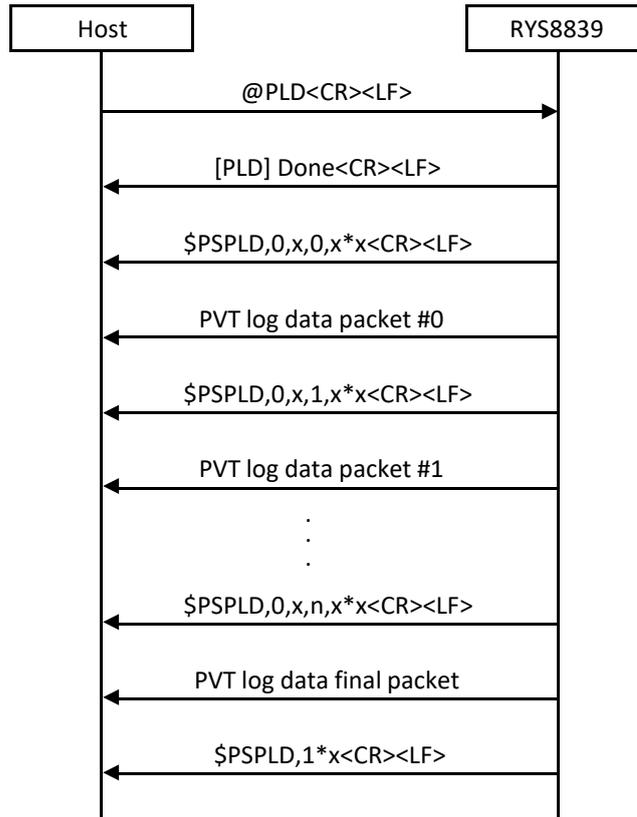 Host
RYS8839
@PLD<CR><LF>
[PLD] Done<CR><LF>
$PSPLD,0,x,0,x*x<CR><LF>
PVT log data packet #0
$PSPLD,0,x,1,x*x<CR><LF>
PVT log data packet #1
.
.
.
$PSPLD,0,x,n,x*x<CR><LF>
PVT log data final packet
$PSPLD,1*x<CR><LF>